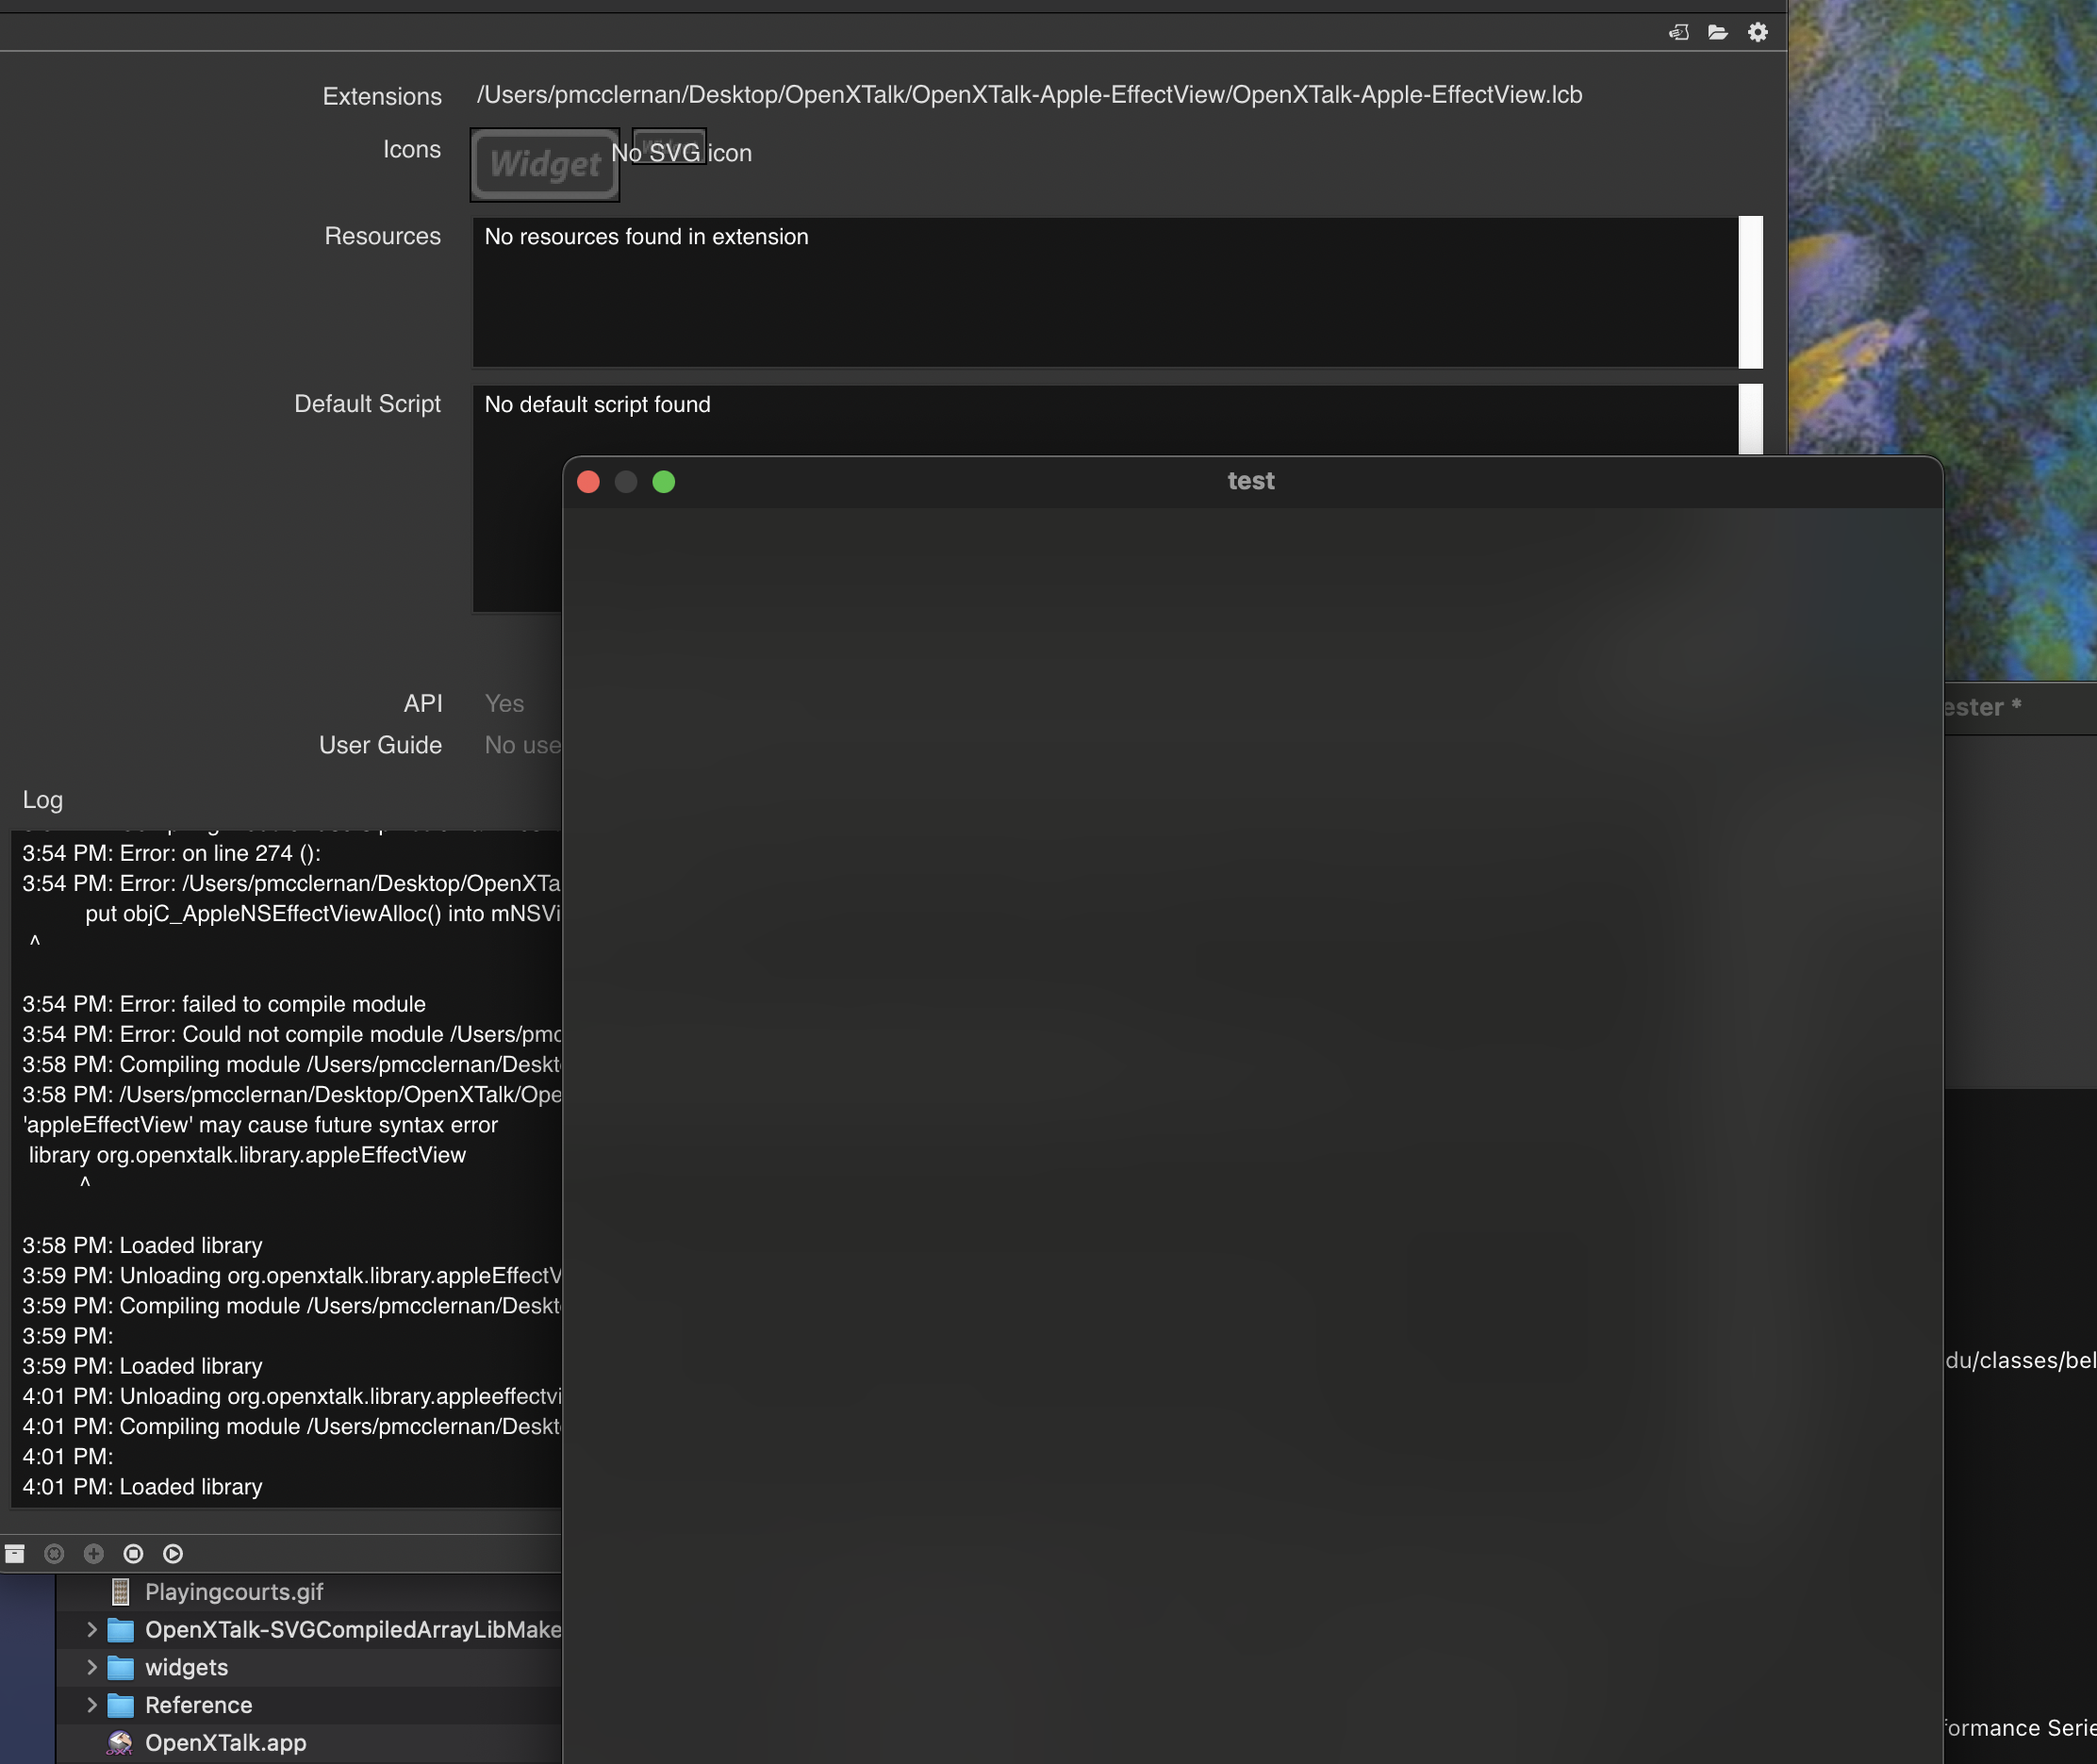 Extensions
/Users/pmcclernan/Desktop/OpenXTalk/OpenXTalk-Apple-EffectView/OpenXTalk-Apple-EffectView.lcb
Icons
Widget
No SVG icon
Resources
No resources found in extension
Default Script
No default script found
test
API
Yes
ester *
User Guide
No use
Log
3:54 PM: Error: on line 274 ():
3:54 PM: Error: /Users/pmcclernan/Desktop/OpenXTa
put objC_AppleNSEffectViewAlloc() into mNSVi
^
3:54 PM: Error: failed to compile module
3:54 PM: Error: Could not compile module /Users/pmc
3:58 PM: Compiling module /Users/pmcclernan/Deskt
3:58 PM: /Users/pmcclernan/Desktop/OpenXTalk/Ope
'appleEffectView' may cause future syntax error
library org.openxtalk.library.appleEffectView
^
3:58 PM: Loaded library
3:59 PM: Unloading org.openxtalk.library.appleEffectV
3:59 PM: Compiling module /Users/pmcclernan/Deskt
3:59 PM:
3:59 PM: Loaded library
4:01 PM: Unloading org.openxtalk.library.appleeffectvi
4:01 PM: Compiling module /Users/pmcclernan/Deskt
4:01 PM:
4:01 PM: Loaded library
du/classes/bel
Playingcourts.gif
OpenXTalk-SVGCompiledArrayLibMake
widgets
Reference
OpenXTalk.app
formance Serie